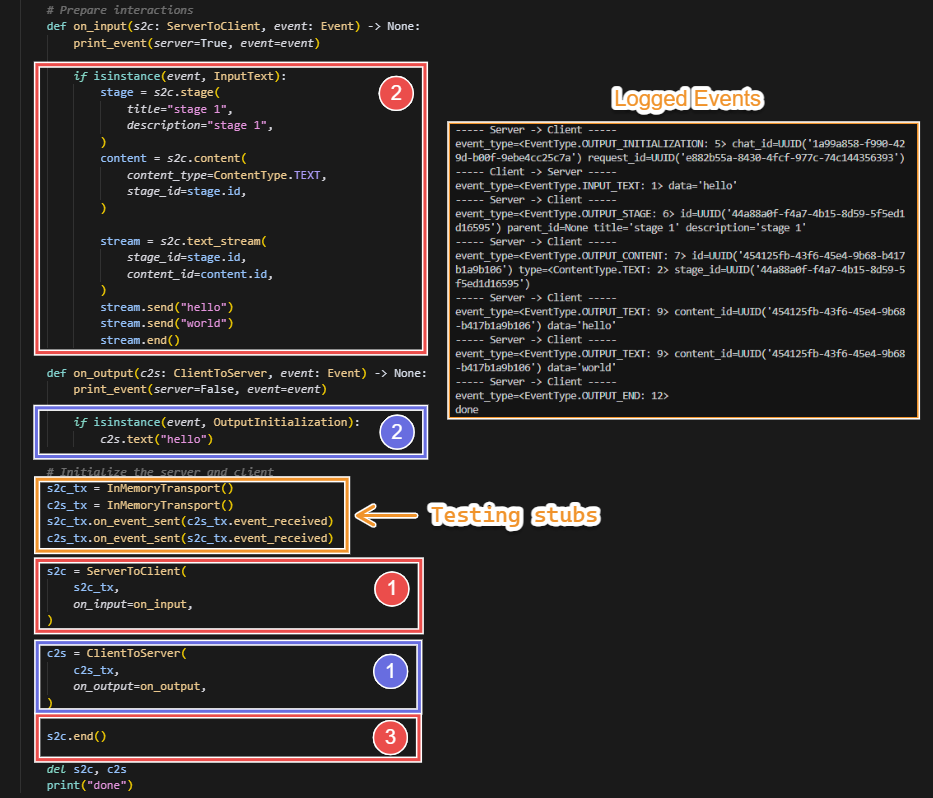 # Prepare interactions
def on_input(s2c: ServerToClient, event: Event) -> None:
    print_event(server=True, event=event)
    if isinstance(event, InputText):
        stage = s2c.stage(
            title="stage 1",
            description="stage 1",
        )
        content = s2c.content(
            content_type=ContentType.TEXT,
            stage_id=stage.id,
        )
        stream = s2c.text_stream(
            stage_id=stage.id,
            content_id=content.id,
        )
        stream.send("hello")
        stream.send("world")
        stream.end()
2
def on_output(c2s: ClientToServer, event: Event) -> None:
    print_event(server=False, event=event)
    if isinstance(event, OutputInitialization):
        c2s.text("hello")
2
# Initialize the server and client
s2c_tx = InMemoryTransport()
c2s_tx = InMemoryTransport()
s2c_tx.on_event_sent(c2s_tx.event_received)
c2s_tx.on_event_sent(s2c_tx.event_received)
Testing stubs
s2c = ServerToClient(
    s2c_tx,
    on_input=on_input,
)
1
c2s = ClientToServer(
    c2s_tx,
    on_output=on_output,
)
1
s2c.end()
3
del s2c, c2s
print("done")
Logged Events
----- Server -> Client -----
event_type=<EventType.OUTPUT_INITIALIZATION: 5> chat_id=UUID('1a99a858-f990-42
9d-b00f-9ebe4cc25c7a') request_id=UUID('e882b55a-8430-4fcf-977c-74c144356393')
----- Client -> Server -----
event_type=<EventType.INPUT_TEXT: 1> data='hello'
----- Server -> Client -----
event_type=<EventType.OUTPUT_STAGE: 6> id=UUID('44a88a0f-f4a7-4b15-8d59-5f5ed1
d16595') parent_id=None title='stage 1' description='stage 1'
----- Server -> Client -----
event_type=<EventType.OUTPUT_CONTENT: 7> id=UUID('454125fb-43f6-45e4-9b68-b417
b1a9b106') type=<ContentType.TEXT: 2> stage_id=UUID('44a88a0f-f4a7-4b15-8d59-5
f5ed1d16595')
----- Server -> Client -----
event_type=<EventType.OUTPUT_TEXT: 9> content_id=UUID('454125fb-43f6-45e4-9b68
-b417b1a9b106') data='hello'
----- Server -> Client -----
event_type=<EventType.OUTPUT_TEXT: 9> content_id=UUID('454125fb-43f6-45e4-9b68
-b417b1a9b106') data='world'
----- Server -> Client -----
event_type=<EventType.OUTPUT_END: 12>
done